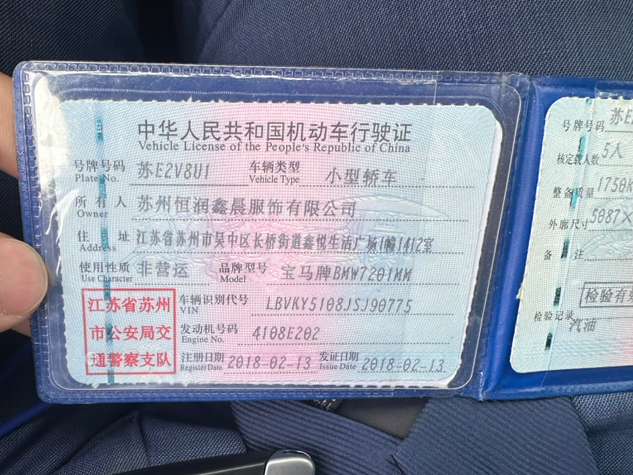 中华人民共和国机动车行驶证
Vehicle License of the People's Republic of China
号牌号码 苏E2V8U1 车辆类型 小型轿车
Plate No. Vehicle Type
所有人 苏州恒润鑫晨服饰有限公司
Owner
住址 江苏省苏州市吴中区长桥街道鑫悦生活广场1幢1412室
Address
使用性质 非营运 品牌型号 宝马牌BMW7201MM
Use Character Model
江苏省苏州
市公安局交
通警察支队
车辆识别代号 LBVKY5108JSJ90775
VIN
发动机号码 4108E202
Engine No.
注册日期 2018-02-13 发证日期 2018-02-13
Register Date Issue Date
号牌号码 苏E
核定载人数 5人
整备质量 1750K
外廓尺寸 5087×
备注
检验有
检验记录
汽油